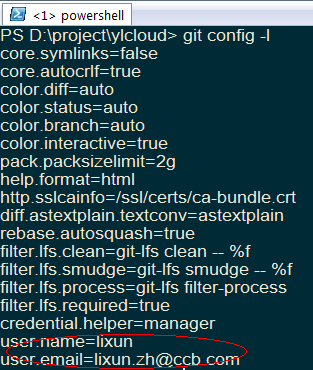 <1> powershell
PS D:\project\ylcloud> git config -l
core.symlinks=false
core.autocrlf=true
color.diff=auto
color.status=auto
color.branch=auto
color.interactive=true
pack.packsizelimit=2g
help.format=html
http.sslcainfo=/ssl/certs/ca-bundle.crt
diff.astextplain.textconv=astextplain
rebase.autosquash=true
filter.lfs.clean=git-lfs clean -- %f
filter.lfs.smudge=git-lfs smudge -- %f
filter.lfs.process=git-lfs filter-process
filter.lfs.required=true
credential.helper=manager
user.name=lixun
user.email=lixun.zh@ccb.com